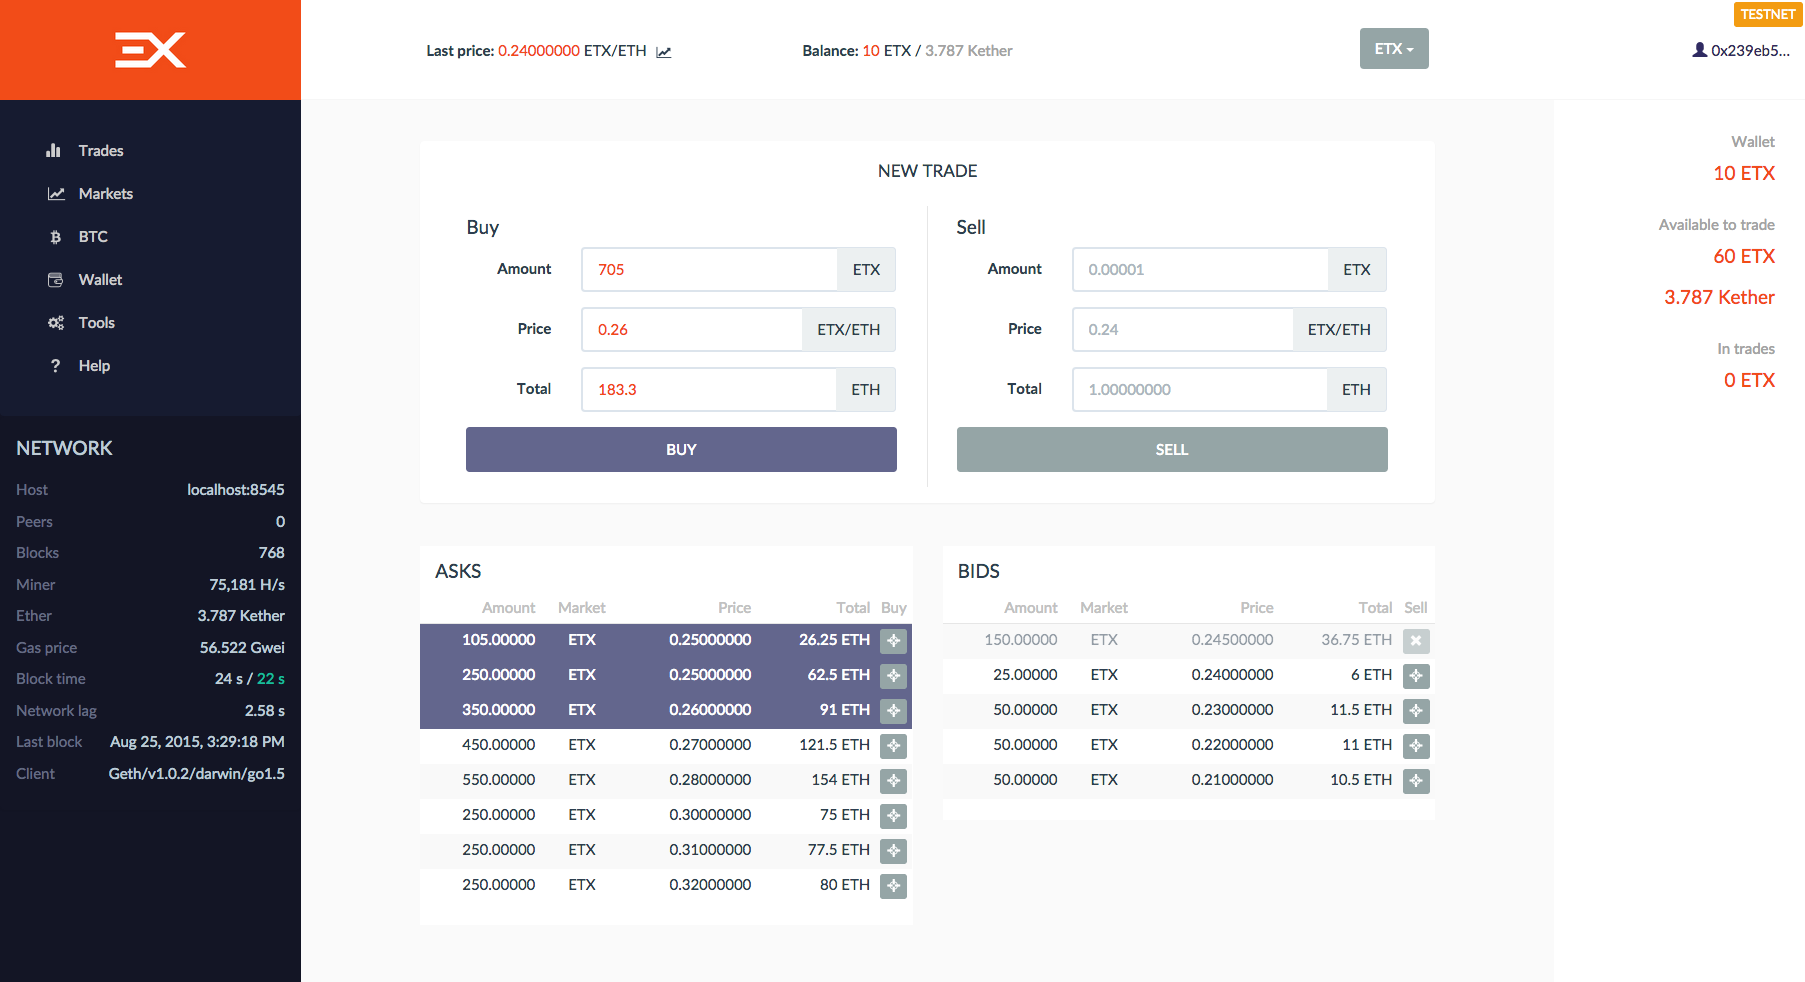 EX
Last price: 0.24000000 ETX/ETH
Balance: 10 ETX / 3.787 Kether
ETX
TESTNET
0x239eb5...
Trades
Markets
BTC
Wallet
Tools
? Help
NETWORK
Host localhost:8545
Peers 0
Blocks 768
Miner 75,181 H/s
Ether 3.787 Kether
Gas price 56.522 Gwei
Block time 24 s / 22 s
Network lag 2.58 s
Last block Aug 25, 2015, 3:29:18 PM
Client Geth/v1.0.2/darwin/go1.5
NEW TRADE
Buy
Amount 705 ETX
Price 0.26 ETX/ETH
Total 183.3 ETH
BUY
Sell
Amount 0.00001 ETX
Price 0.24 ETX/ETH
Total 1.00000000 ETH
SELL
ASKS
Amount Market Price Total Buy
105.00000 ETX 0.25000000 26.25 ETH
250.00000 ETX 0.25000000 62.5 ETH
350.00000 ETX 0.26000000 91 ETH
450.00000 ETX 0.27000000 121.5 ETH
550.00000 ETX 0.28000000 154 ETH
250.00000 ETX 0.30000000 75 ETH
250.00000 ETX 0.31000000 77.5 ETH
250.00000 ETX 0.32000000 80 ETH
BIDS
Amount Market Price Total Sell
150.00000 ETX 0.24500000 36.75 ETH
25.00000 ETX 0.24000000 6 ETH
50.00000 ETX 0.23000000 11.5 ETH
50.00000 ETX 0.22000000 11 ETH
50.00000 ETX 0.21000000 10.5 ETH
Wallet
10 ETX
Available to trade
60 ETX
3.787 Kether
In trades
0 ETX